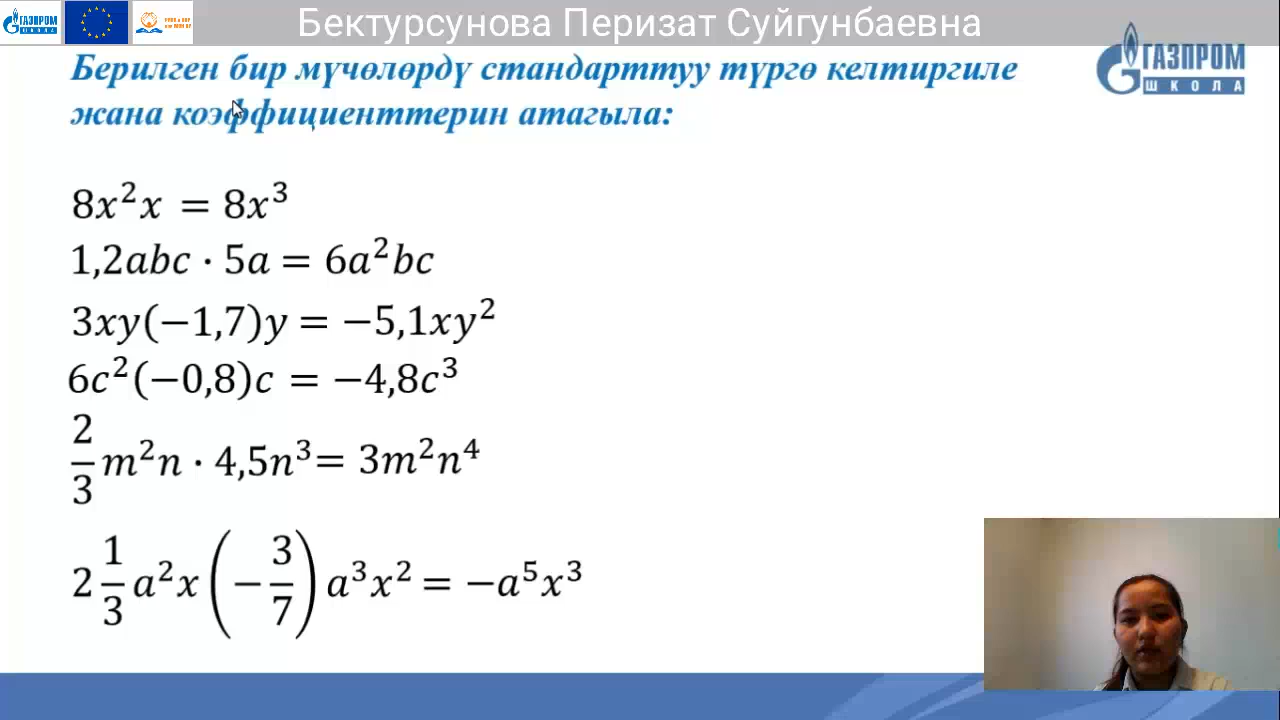 Бектурсунова Перизат Суйгунбаевна
ГАЗПРОМ
ШКОЛА
Берилген бир мүчөлөрдү стандарттуу түргө келтиргиле
жана коэффициенттерин атагыла:
8x²x = 8x³
1,2abc · 5a = 6a²bc
3xy(−1,7)y = −5,1xy²
6c²(−0,8)c = −4,8c³
2/3 m²n · 4,5n³= 3m²n⁴
2 1/3 a²x (−3/7) a³x² = −a⁵x³